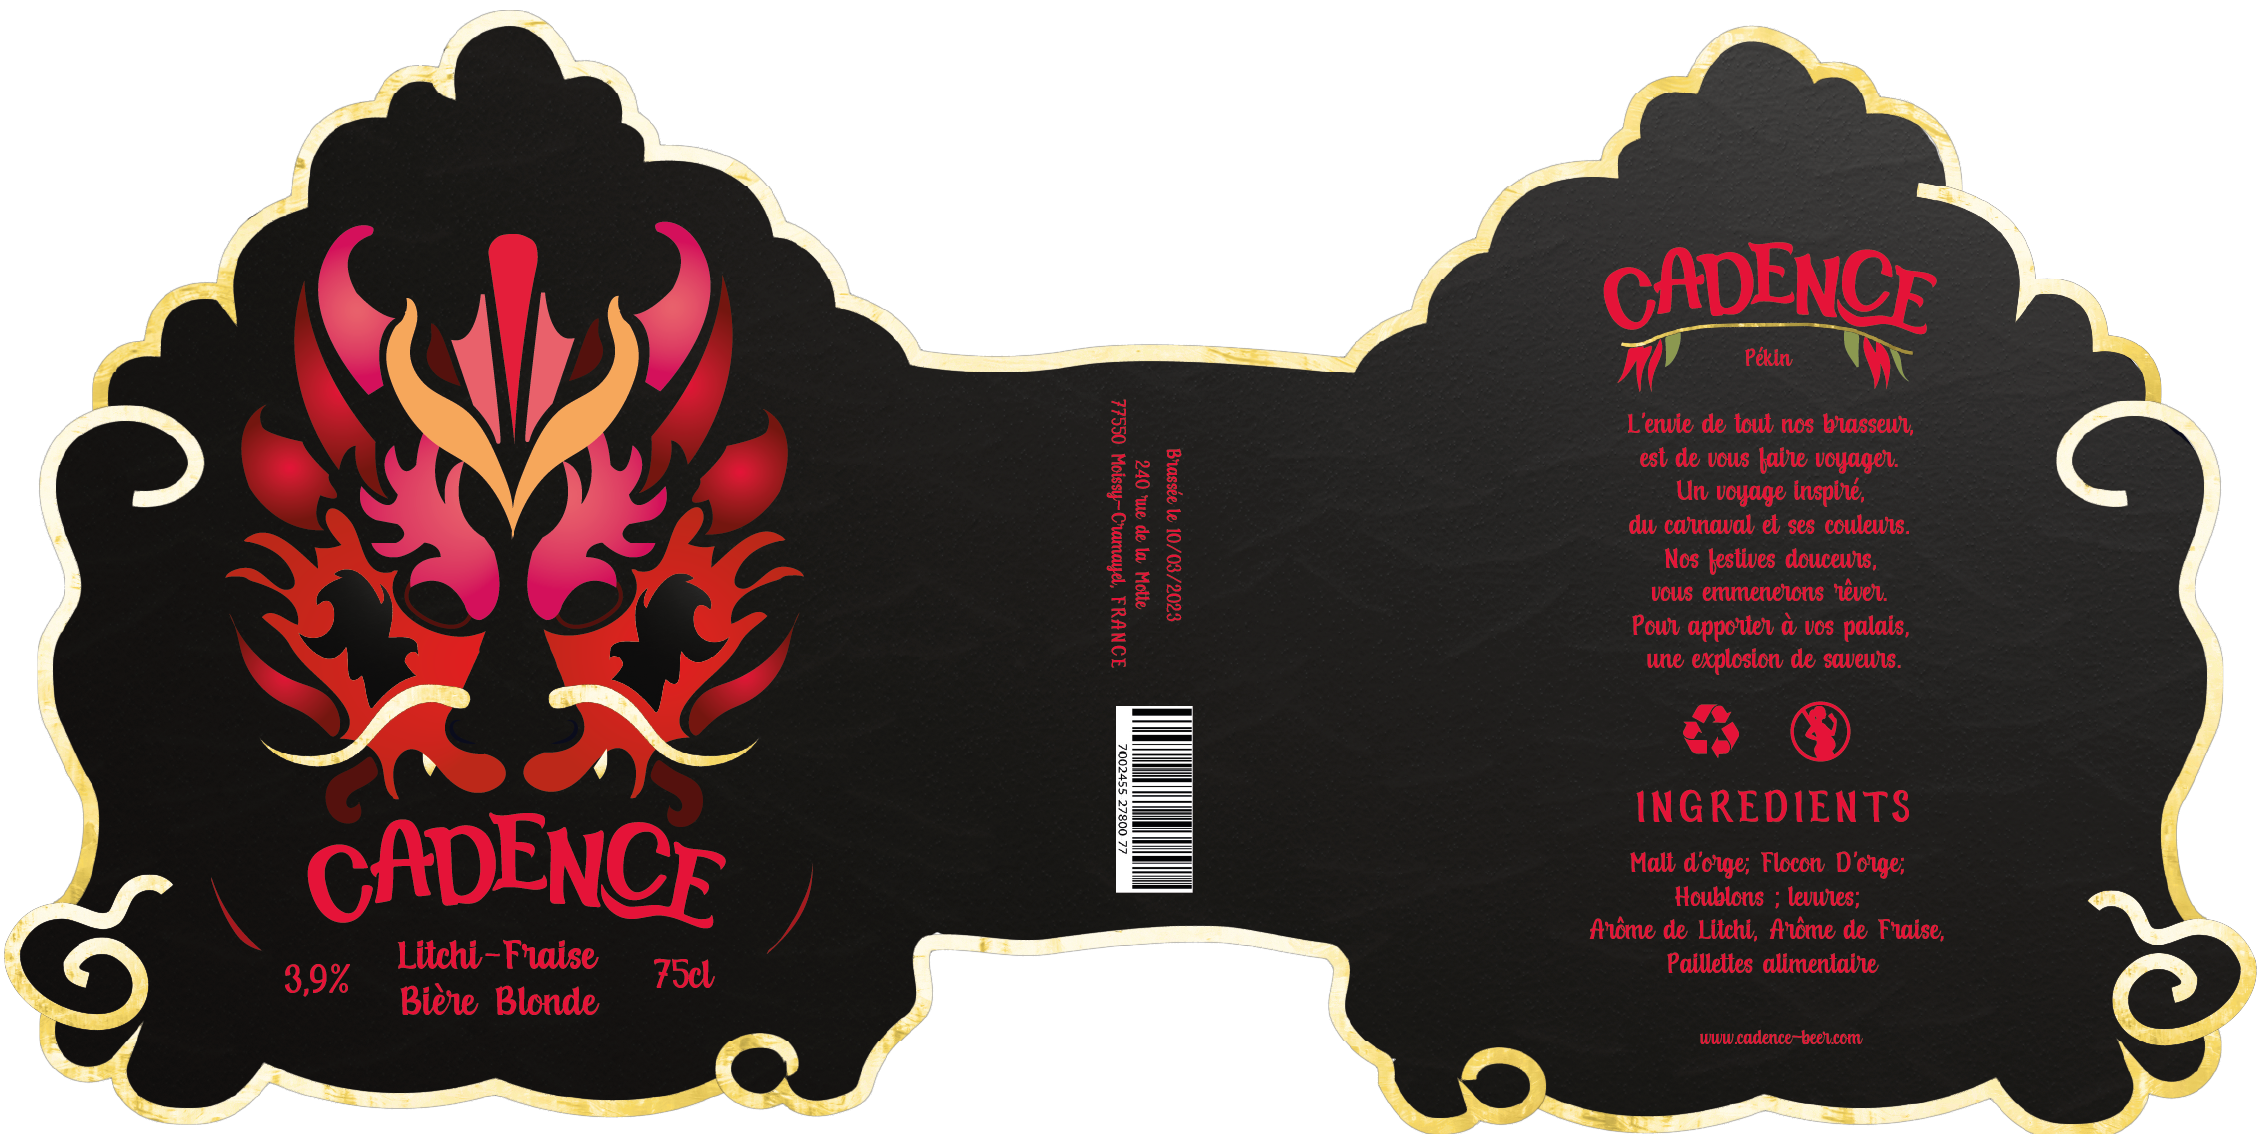 CADENCE
Litchi-Fraise
Bière Blonde
3,9%
75cl
Brassée le 10/03/2023
240 rue de la Motte
77550 Moissy-Cramayel, FRANCE
7002455 27800 77
CADENCE
Pékin
L'envie de tout nos brasseur,
est de vous faire voyager.
Un voyage inspiré,
du carnaval et ses couleurs.
Nos festives douceurs,
vous emmenerons rêver.
Pour apporter à vos palais,
une explosion de saveurs.
INGREDIENTS
Malt d'orge; Flocon D'orge;
Houblons ; levures;
Arôme de Litchi, Arôme de Fraise,
Paillettes alimentaire
www.cadence-beer.com